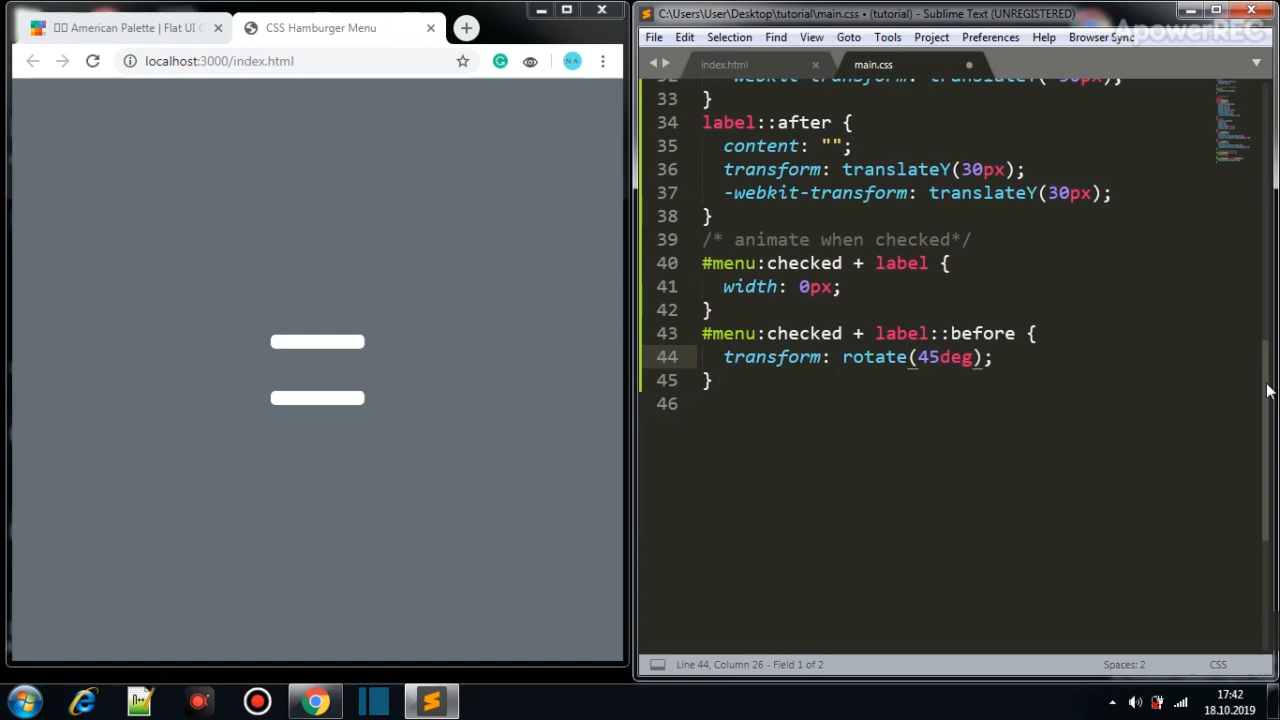 American Palette | Flat UI C
CSS Hamburger Menu
localhost:3000/index.html
NA
C:\Users\User\Desktop\tutorial\main.css • (tutorial) - Sublime Text (UNREGISTERED)
ApowerREC
File Edit Selection Find View Goto Tools Project Preferences Help Browser Sync
index.html
main.css
33 }
34 label::after {
35 content: "";
36 transform: translateY(30px);
37 -webkit-transform: translateY(30px);
38 }
39 /* animate when checked*/
40 #menu:checked + label {
41 width: 0px;
42 }
43 #menu:checked + label::before {
44 transform: rotate(45deg);
45 }
46
Line 44, Column 26 - Field 1 of 2
Spaces: 2
CSS
17:42
18.10.2019